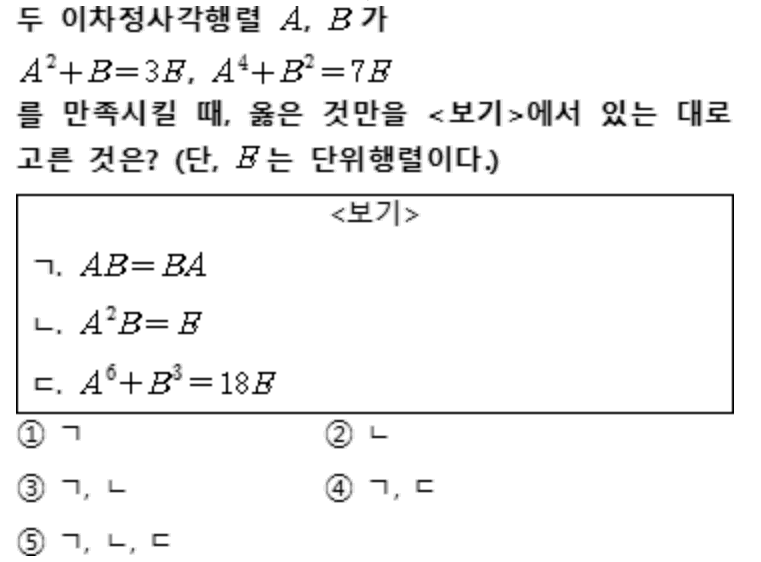 두 이차정사각행렬 A, B가
A²+B=3E, A⁴+B²=7E
를 만족시킬 때, 옳은 것만을 <보기>에서 있는 대로
고른 것은? (단, E는 단위행렬이다.)
<보기>
ㄱ. AB=BA
ㄴ. A²B=E
ㄷ. A⁶+B³=18E
① ㄱ ② ㄴ
③ ㄱ, ㄴ ④ ㄱ, ㄷ
⑤ ㄱ, ㄴ, ㄷ